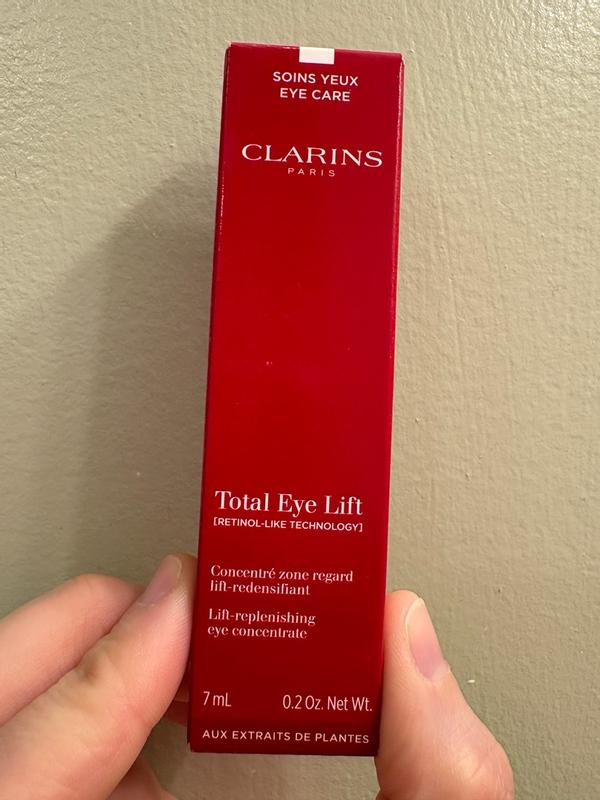 SOINS YEUX
EYE CARE
CLARINS
PARIS
Total Eye Lift
[RETINOL-LIKE TECHNOLOGY]
Concentré zone regard
lift-redensifiant
Lift-replenishing
eye concentrate
7 mL 0.2 Oz. Net Wt.
AUX EXTRAITS DE PLANTES